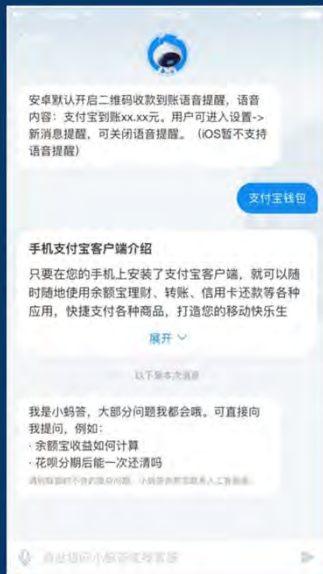 安卓默认开启二维码收款到账语音提醒，语音
内容：支付宝到账xx.xx元。用户可进入设置->
新消息提醒，可关闭语音提醒。（iOS暂不支持
语音提醒）
支付宝钱包
手机支付宝客户端介绍
只要在您的手机上安装了支付宝客户端，就可以随
时随地使用余额宝理财、转账、信用卡还款等各种
应用，快捷支付各种商品，打造您的移动快乐生
展开
以下是本次消息
我是小蚂答，大部分问题我都会哦。可直接向
我提问，例如：
· 余额宝收益如何计算
· 花呗分期后能一次还清吗